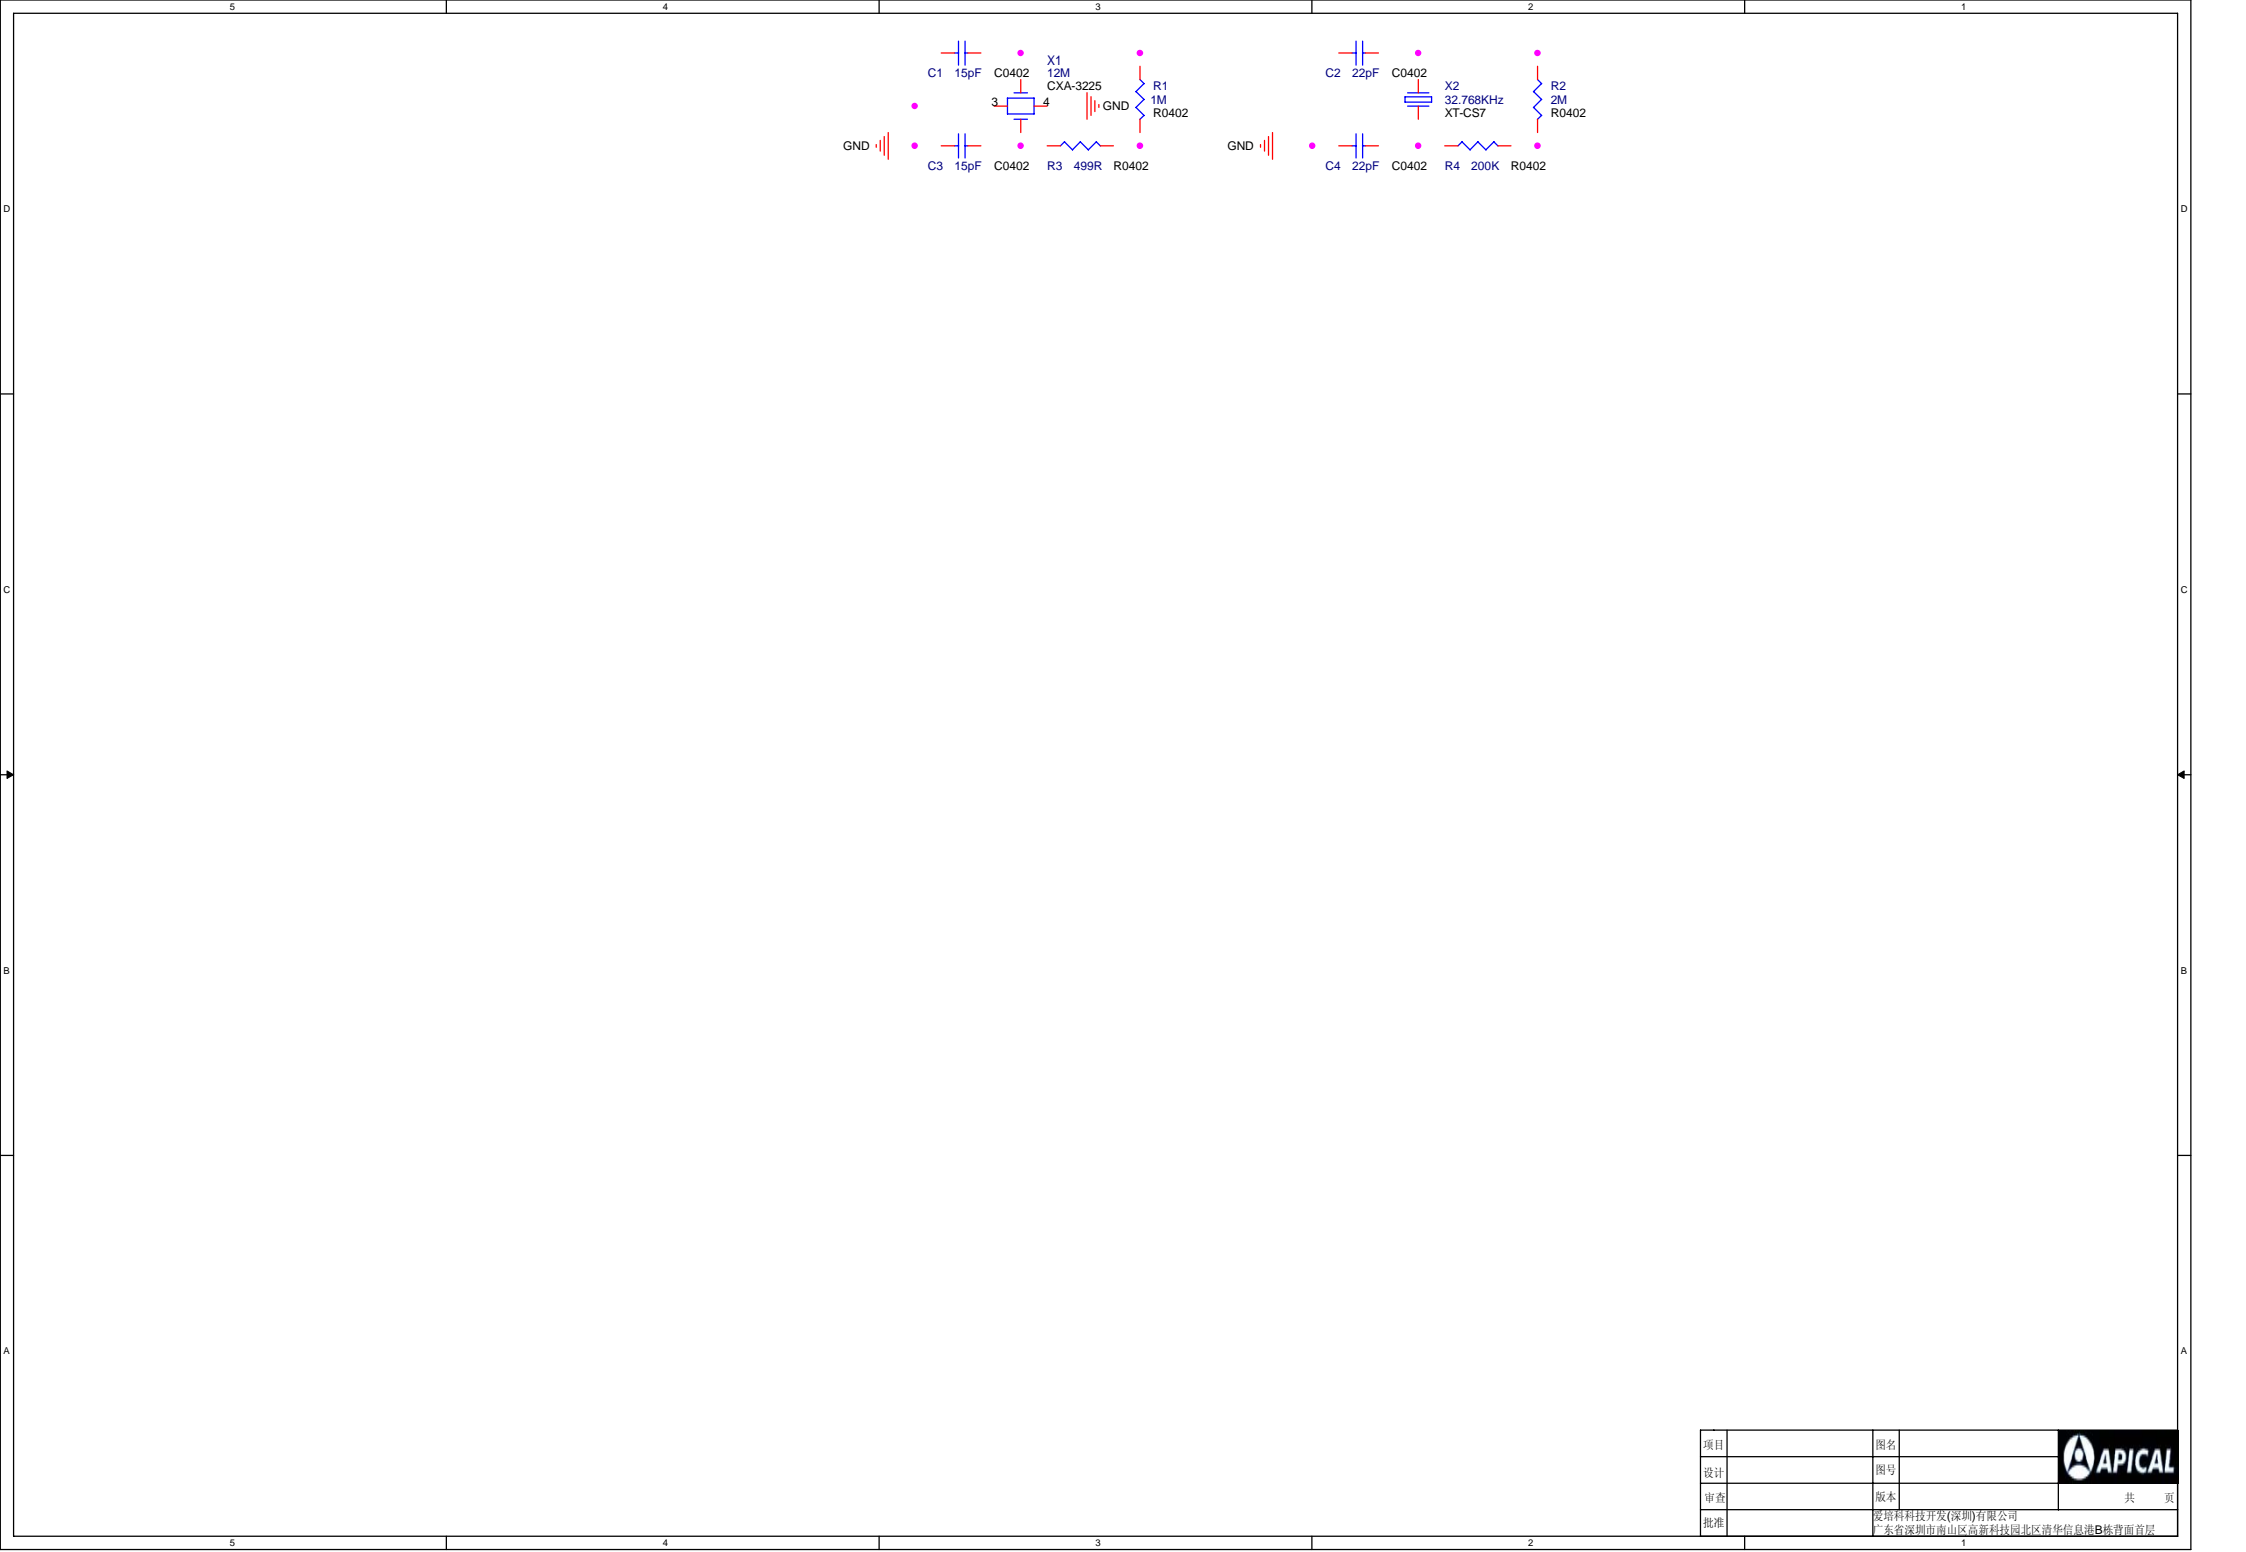 5 4 3 2 1
C1 15pF C0402
X1
12M
CXA-3225
3 4
GND
R1
1M
R0402
GND
C3 15pF C0402
R3 499R R0402
C2 22pF C0402
X2
32.768KHz
XT-CS7
R2
2M
R0402
GND
C4 22pF C0402
R4 200K R0402
D D
C C
B B
A A
项目 图名
APICAL
设计 图号
审查 版本 共 页
批准
爱培科科技开发(深圳)有限公司
广东省深圳市南山区高新科技园北区清华信息港B栋背面首层
5 4 3 2 1